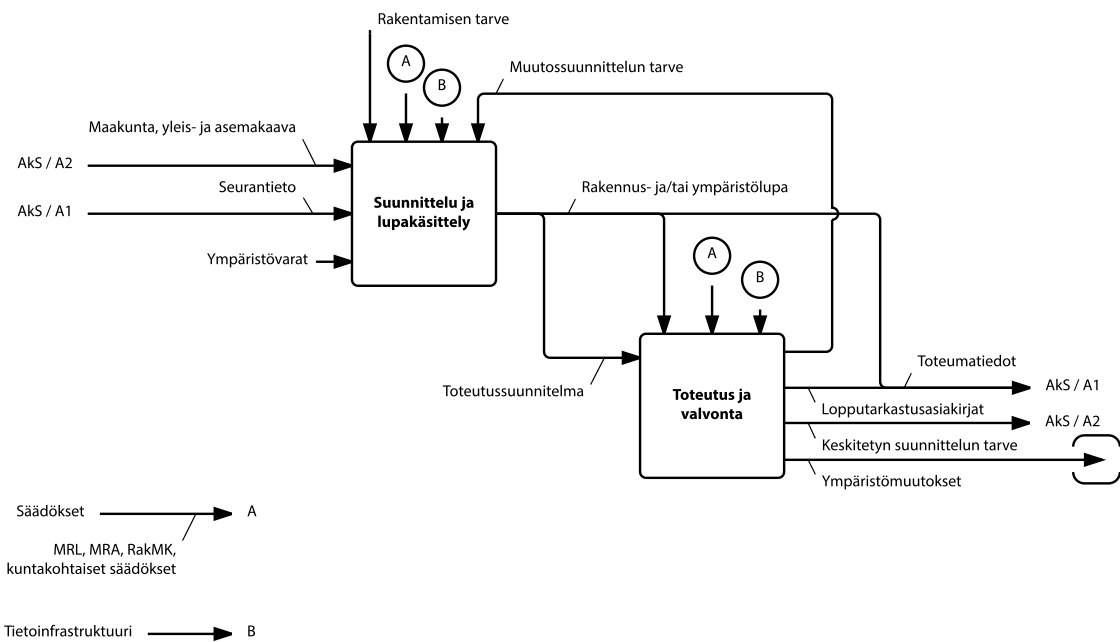 Rakentamisen tarve
A
B
Muutossuunnittelun tarve
Maakunta, yleis- ja asemakaava
AkS / A2
Seurantieto
AkS / A1
Ympäristövarat
Suunnittelu ja
lupakäsittely
Rakennus- ja/tai ympäristölupa
A
B
Toteutussuunnitelma
Toteutus ja
valvonta
Toteumatiedot
AkS / A1
Lopputarkastusasiakirjat
AkS / A2
Keskitetyn suunnittelun tarve
Ympäristömuutokset
Säädökset
A
MRL, MRA, RakMK,
kuntakohtaiset säädökset
Tietoinfrastruktuuri
B